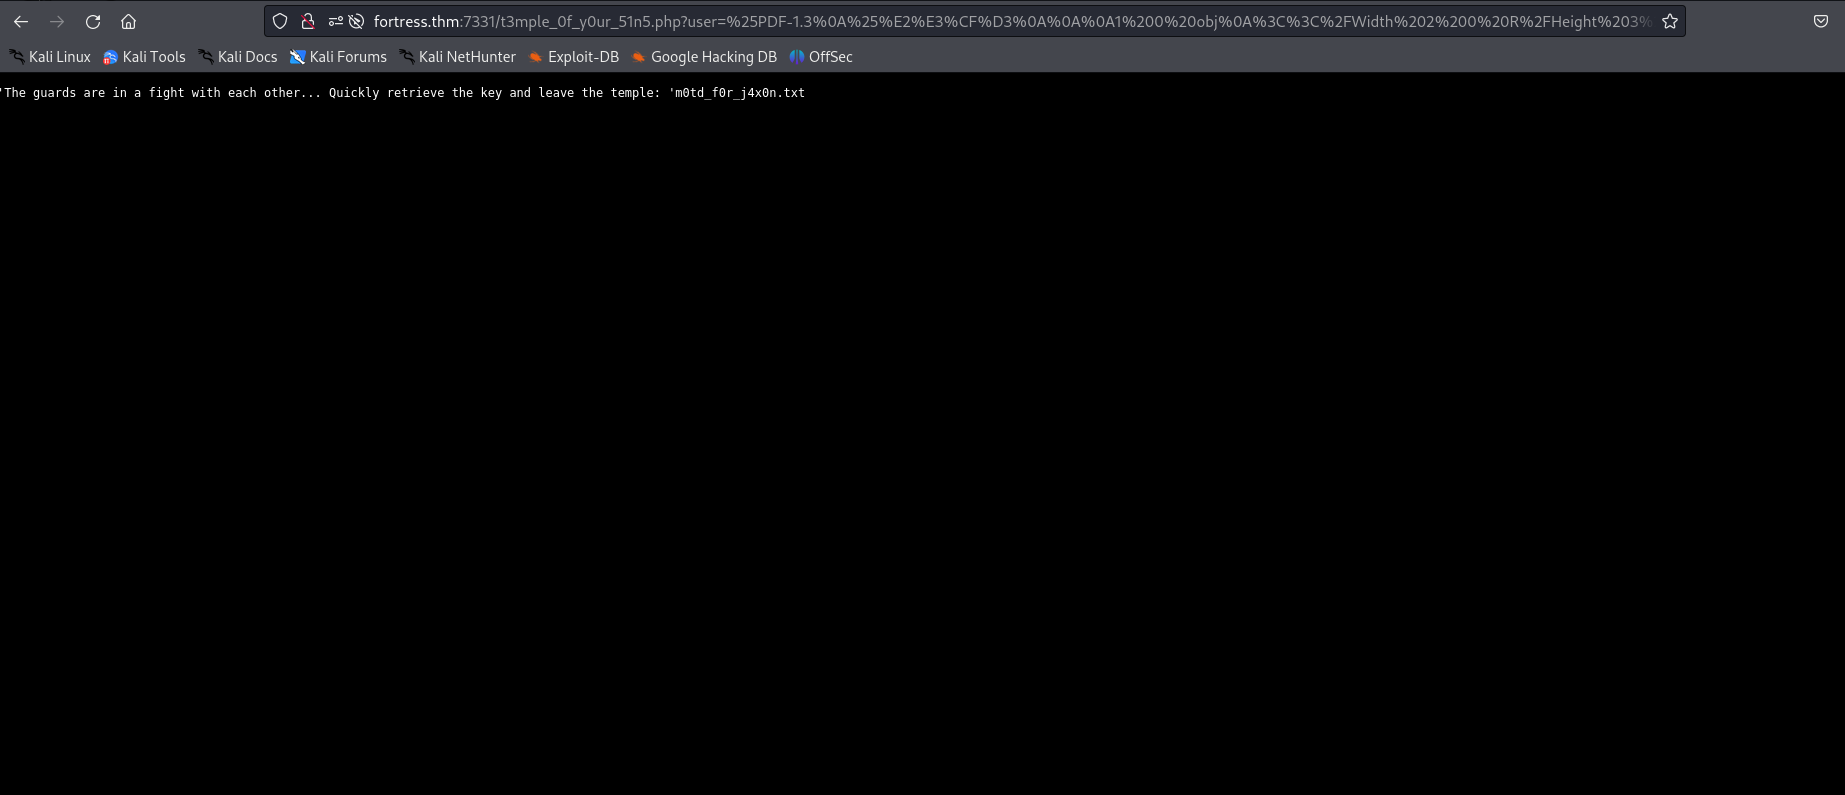 fortress.thm:7331/t3mple_0f_y0ur_51n5.php?user=%25PDF-1.3%0A%25%E2%E3%CF%D3%0A%0A%0A1%200%20obj%0A%3C%3C%2FWidth%202%200%20R%2FHeight%203%
Kali Linux Kali Tools Kali Docs Kali Forums Kali NetHunter Exploit-DB Google Hacking DB OffSec
'The guards are in a fight with each other... Quickly retrieve the key and leave the temple: 'm0td_f0r_j4x0n.txt